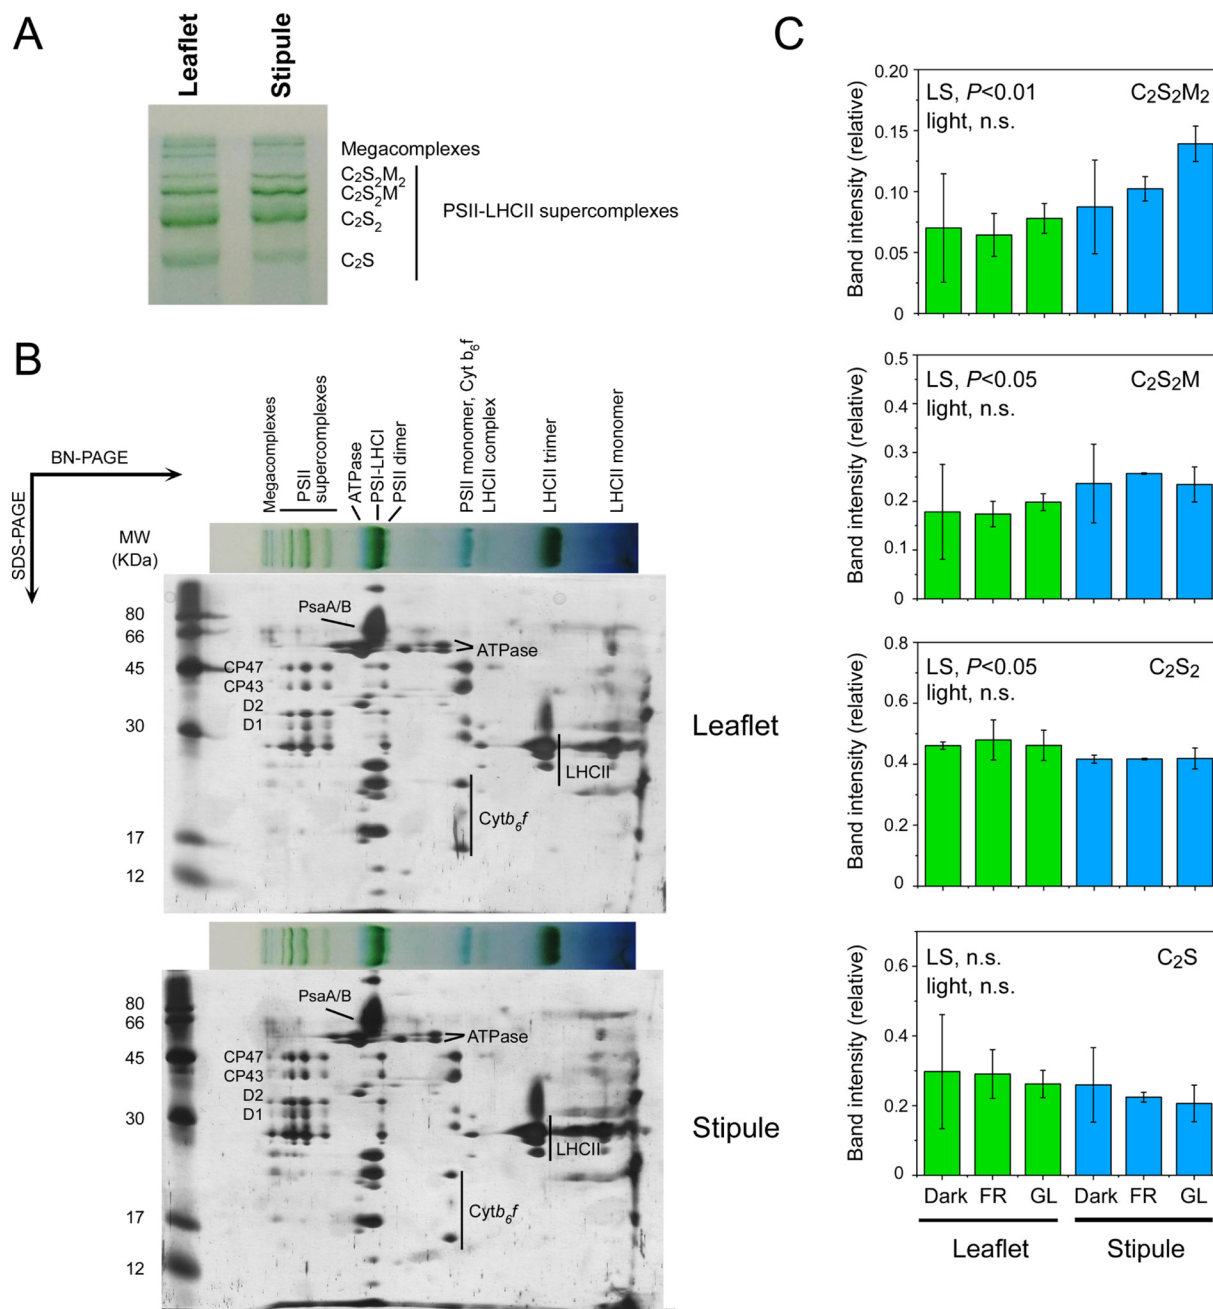 A
Leaflet
Stipule
Megacomplexes
C₂S₂M₂
C₂S₂M
C₂S₂
C₂S
PSII-LHCII supercomplexes
B
BN-PAGE
SDS-PAGE
Megacomplexes
PSII
supercomplexes
ATPase
PSI-LHCI
PSII dimer
PSII monomer, Cyt b₆f
LHCII complex
LHCII trimer
LHCII monomer
MW
(KDa)
80
66
45
30
17
12
PsaA/B
ATPase
CP47
CP43
D2
D1
LHCII
Cytb₆f
Leaflet
80
66
45
30
17
12
PsaA/B
ATPase
CP47
CP43
D2
D1
LHCII
Cytb₆f
Stipule
C
Band intensity (relative)
0.20
0.15
0.10
0.05
0
LS, P<0.01
light, n.s.
C₂S₂M₂
Band intensity (relative)
0.5
0.4
0.3
0.2
0.1
0
LS, P<0.05
light, n.s.
C₂S₂M
Band intensity (relative)
0.8
0.6
0.4
0.2
0
LS, P<0.05
light, n.s.
C₂S₂
Band intensity (relative)
0.6
0.4
0.2
0
LS, n.s.
light, n.s.
C₂S
Dark FR GL Dark FR GL
Leaflet Stipule